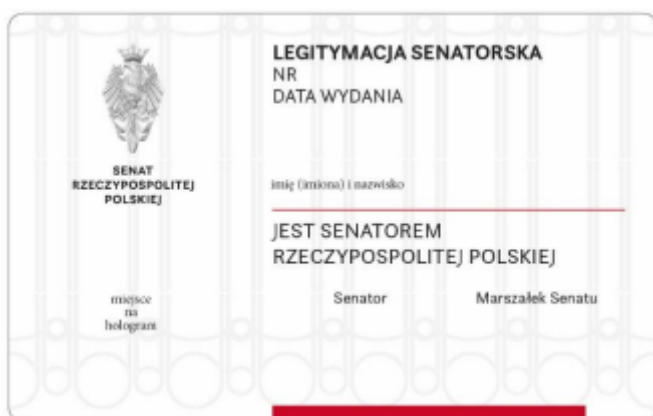 SENAT
RZECZYPOSPOLITEJ
POLSKIEJ
miejsce
na
hologram
LEGITYMACJA SENATORSKA
NR
DATA WYDANIA
imię (imiona) i nazwisko
JEST SENATOREM
RZECZYPOSPOLITEJ POLSKIEJ
Senator Marszałek Senatu